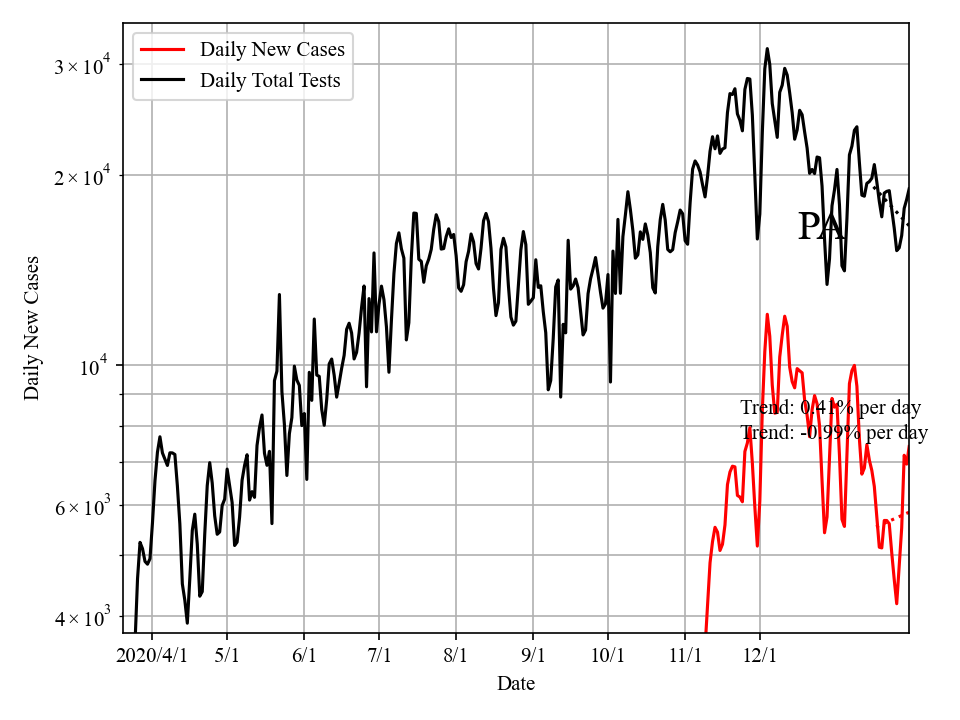 Daily New Cases
Daily Total Tests
3 × 10⁴
2 × 10⁴
10⁴
6 × 10³
4 × 10³
Daily New Cases
PA
Trend: 0.41% per day
Trend: -0.99% per day
2020/4/1 5/1 6/1 7/1 8/1 9/1 10/1 11/1 12/1
Date